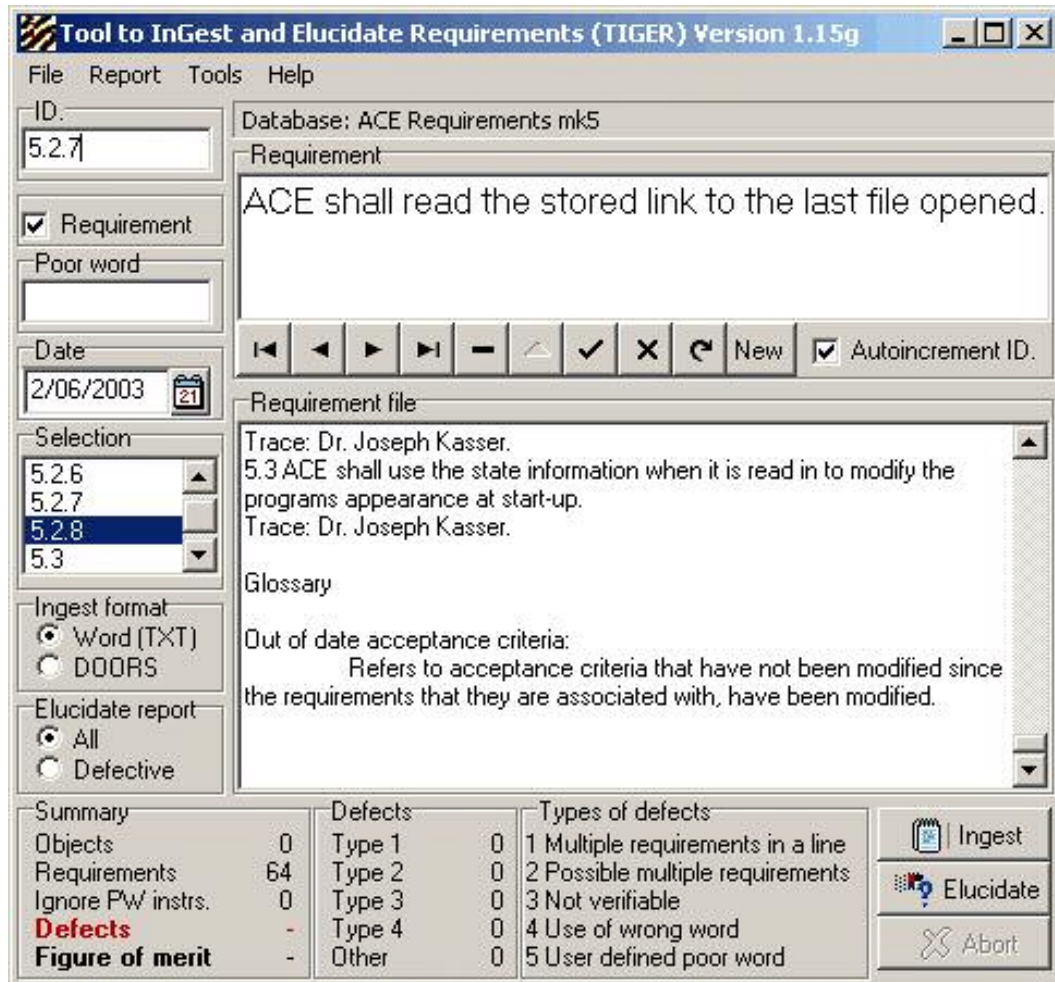 Tool to InGest and Elucidate Requirements (TIGER) Version 1.15g
File Report Tools Help
ID.
5.2.7
Database: ACE Requirements mk5
Requirement
ACE shall read the stored link to the last file opened.
Requirement
Poor word
New
Autoincrement ID.
Date
2/06/2003
21
Requirement file
Trace: Dr. Joseph Kasser.
5.3 ACE shall use the state information when it is read in to modify the
programs appearance at start-up.
Trace: Dr. Joseph Kasser.
Glossary
Out of date acceptance criteria:
Refers to acceptance criteria that have not been modified since
the requirements that they are associated with, have been modified.
Selection
5.2.6
5.2.7
5.2.8
5.3
Ingest format
Word (TXT)
DOORS
Elucidate report
All
Defective
Summary
Objects 0
Requirements 64
Ignore PW instrs. 0
Defects -
Figure of merit -
Defects
Type 1 0
Type 2 0
Type 3 0
Type 4 0
Other 0
Types of defects
1 Multiple requirements in a line
2 Possible multiple requirements
3 Not verifiable
4 Use of wrong word
5 User defined poor word
Ingest
Elucidate
Abort